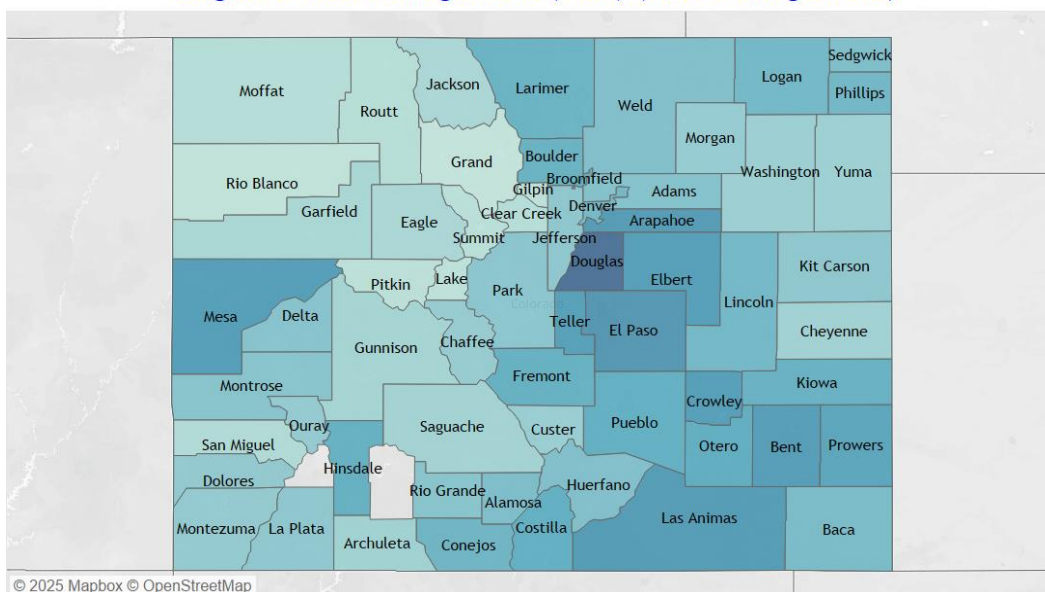 Moffat
Routt
Jackson
Larimer
Weld
Logan
Sedgwick
Phillips
Morgan
Washington
Yuma
Rio Blanco
Grand
Boulder
Broomfield
Gilpin
Adams
Garfield
Eagle
Clear Creek
Denver
Arapahoe
Summit
Jefferson
Douglas
Elbert
Kit Carson
Mesa
Delta
Pitkin
Lake
Park
Colorado
Lincoln
Gunnison
Chaffee
Teller
El Paso
Cheyenne
Montrose
Fremont
Kiowa
Crowley
Ouray
Saguache
Custer
Pueblo
Otero
Bent
Prowers
San Miguel
Hinsdale
Dolores
Rio Grande
Alamosa
Huerfano
Montezuma
La Plata
Archuleta
Conejos
Costilla
Las Animas
Baca
© 2025 Mapbox © OpenStreetMap